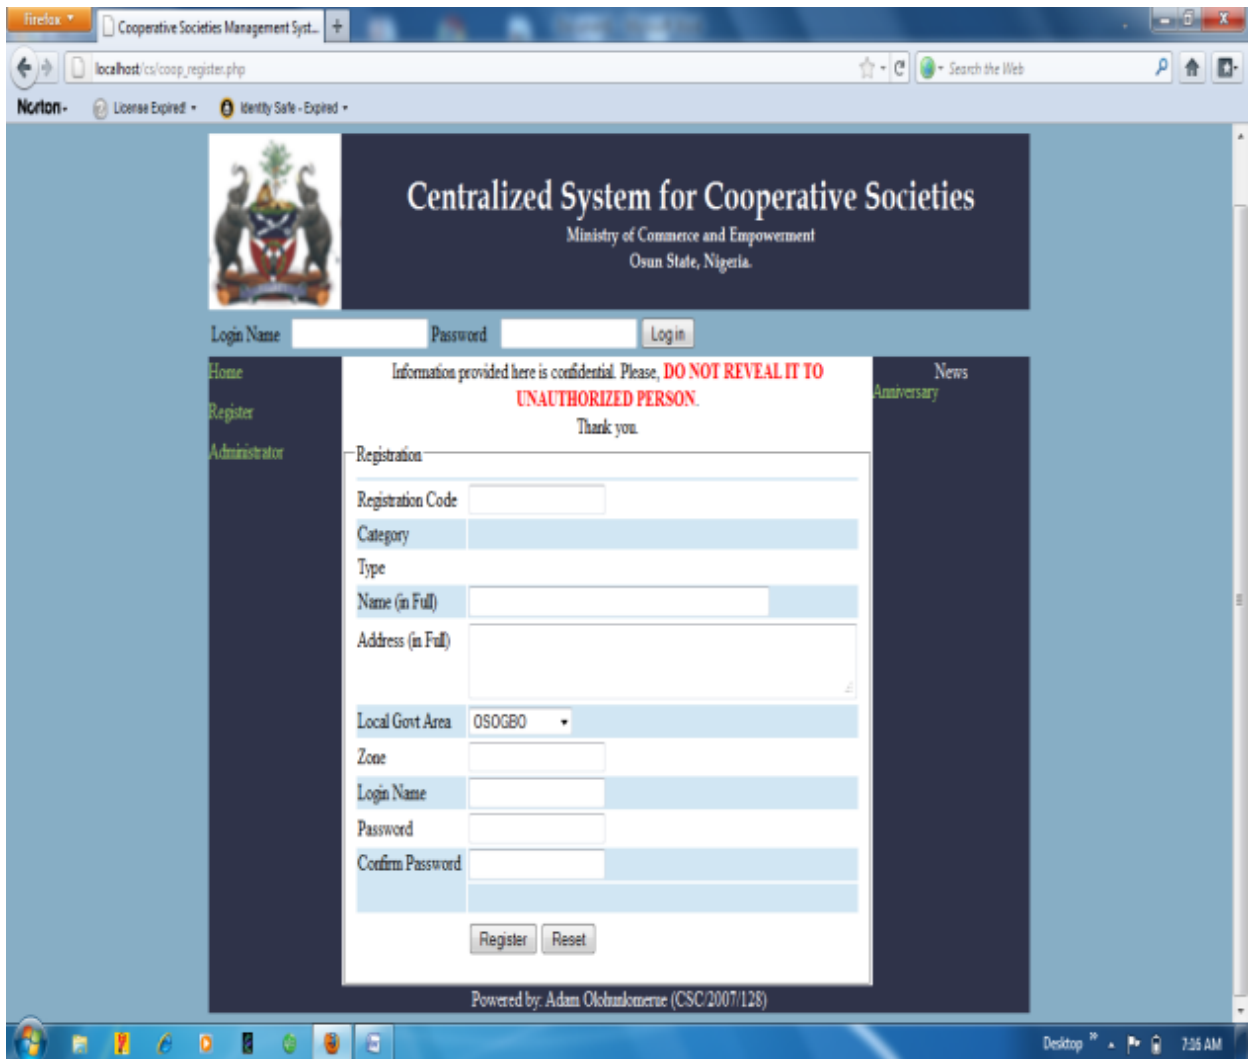 Firefox
Cooperative Societies Management Syst...
localhost/cs/coop_register.php
Search the Web
Norton
License Expired!
Identity Safe - Expired
Centralized System for Cooperative Societies
Ministry of Commerce and Empowerment
Osun State, Nigeria.
Login Name
Password
Log in
Home
Register
Administrator
Information provided here is confidential. Please, DO NOT REVEAL IT TO
UNAUTHORIZED PERSON.
Thank you.
News
Anniversary
Registration
Registration Code
Category
Type
Name (in Full)
Address (in Full)
Local Govt Area OSOGBO
Zone
Login Name
Password
Confirm Password
Register Reset
Powered by: Adam Olohunlomerue (CSC/2007/128)
Desktop
7:16 AM